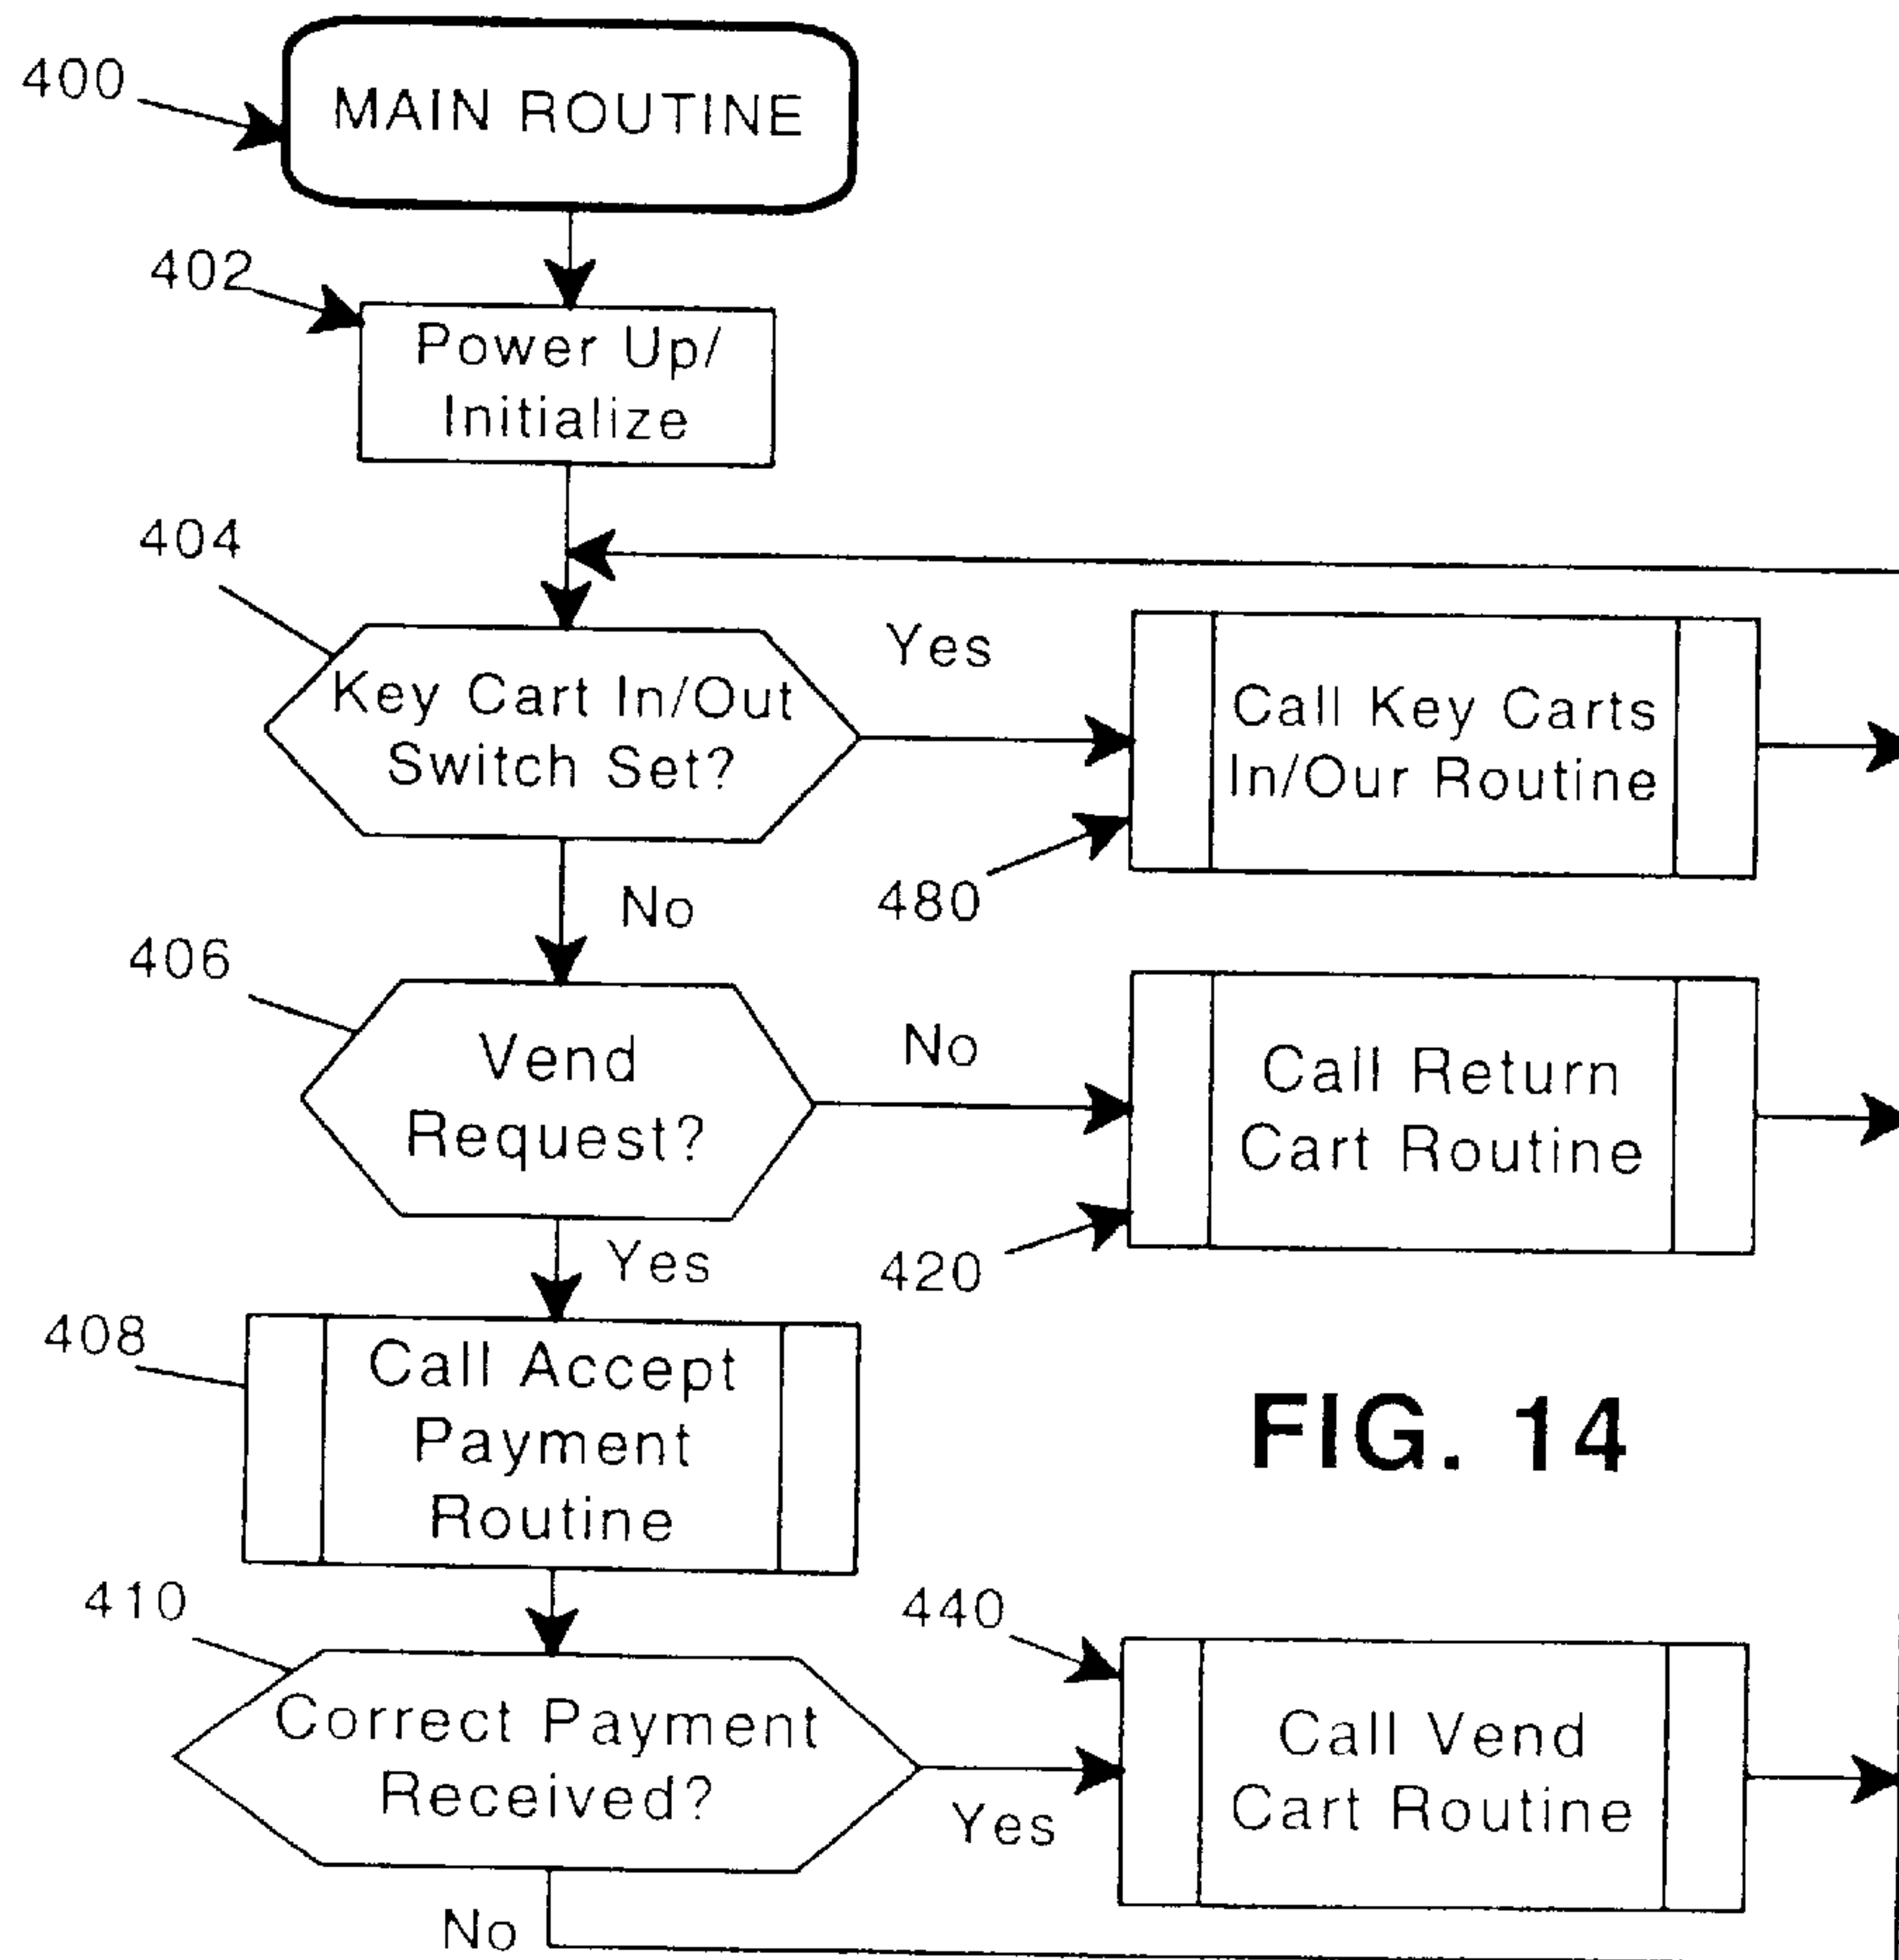 400
MAIN ROUTINE
402
Power Up/
Initialize
404
Key Cart In/Out
Switch Set?
Yes
Call Key Carts
In/Our Routine
480
No
406
Vend
Request?
No
Call Return
Cart Routine
420
Yes
408
Call Accept
Payment
Routine
FIG. 14
410
Correct Payment
Received?
Yes
440
Call Vend
Cart Routine
No